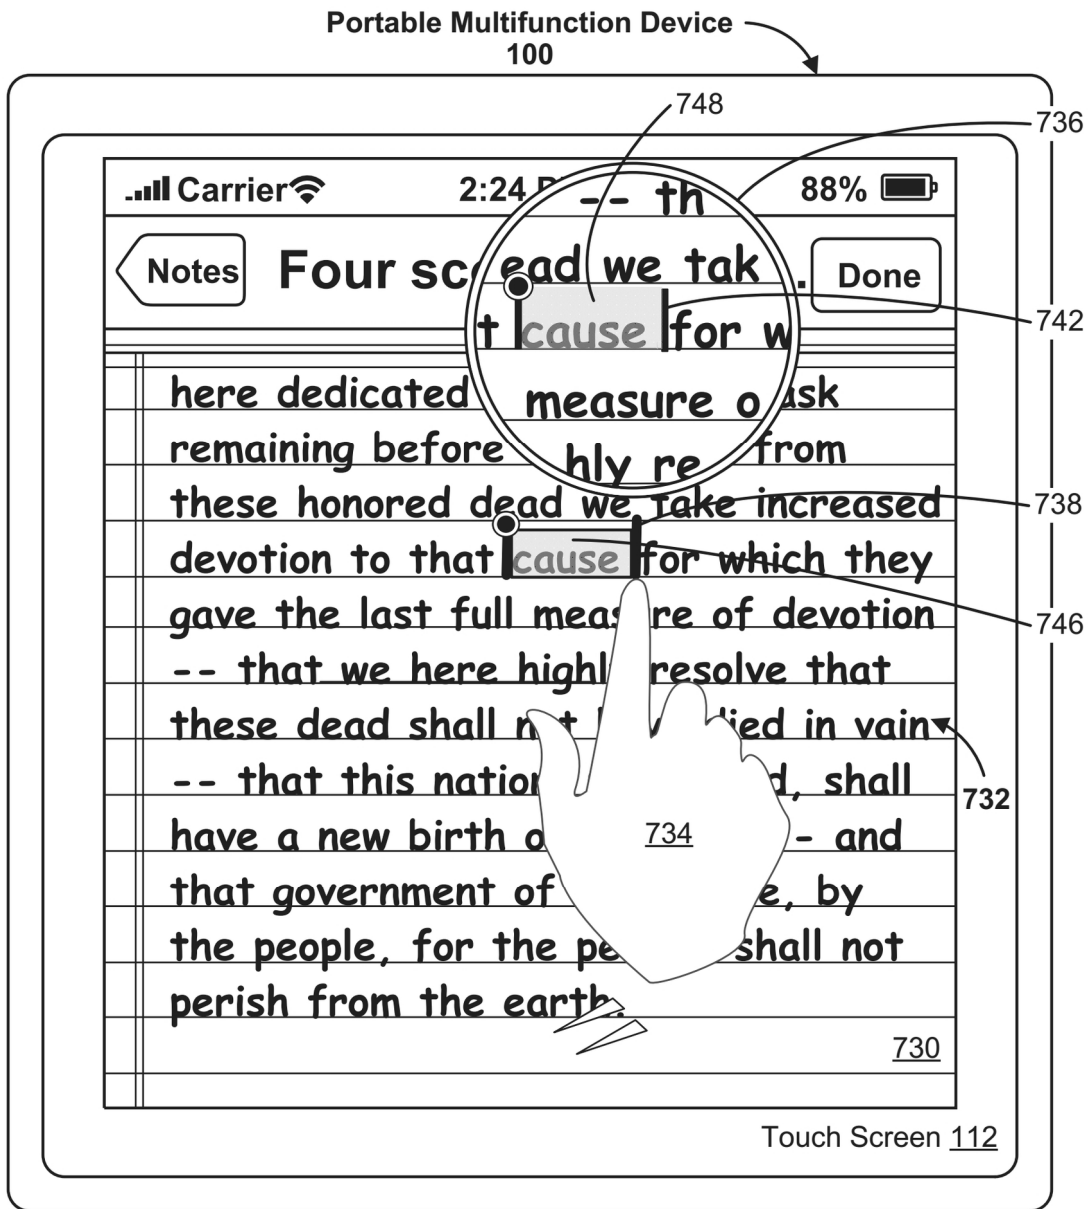 Portable Multifunction Device
100
748
736
Carrier 2:24 P 88%
-- th
Notes Four sc . Done
ead we tak
742
t cause for w
measure o
hly re
here dedicated ask
remaining before from
these honored dead we take increased
738
devotion to that cause for which they
gave the last full meas re of devotion
746
-- that we here highl resolve that
these dead shall n t ied in vain
732
-- that this nation d, shall
734
have a new birth o - and
that government of e, by
the people, for the pe shall not
perish from the earth.
730
Touch Screen 112